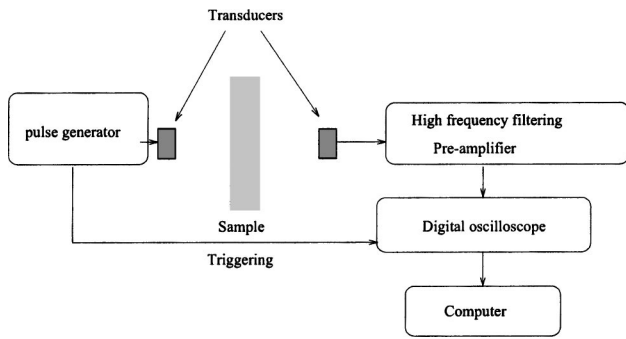 Transducers
pulse generator
High frequency filtering
Pre-amplifier
Sample
Digital oscilloscope
Triggering
Computer